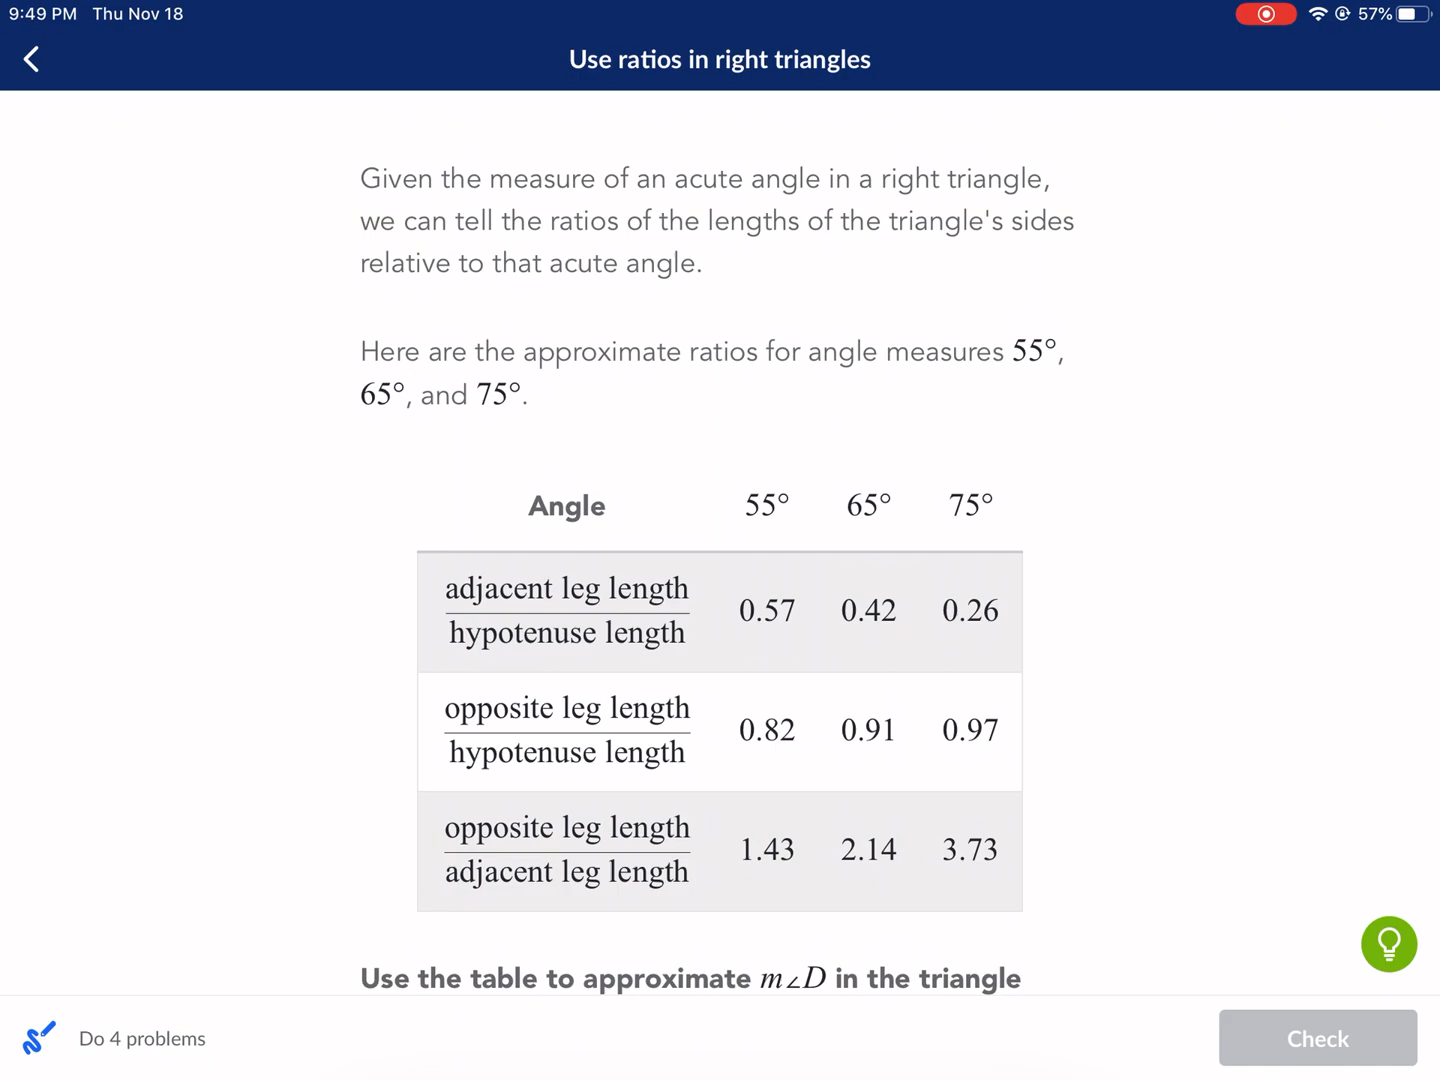 9:49 PM Thu Nov 18
57%
Use ratios in right triangles
Given the measure of an acute angle in a right triangle,
we can tell the ratios of the lengths of the triangle's sides
relative to that acute angle.
Here are the approximate ratios for angle measures 55°,
65°, and 75°.
Angle 55° 65° 75°
adjacent leg length
hypotenuse length
0.57 0.42 0.26
opposite leg length
hypotenuse length
0.82 0.91 0.97
opposite leg length
adjacent leg length
1.43 2.14 3.73
Use the table to approximate m∠D in the triangle
Do 4 problems
Check